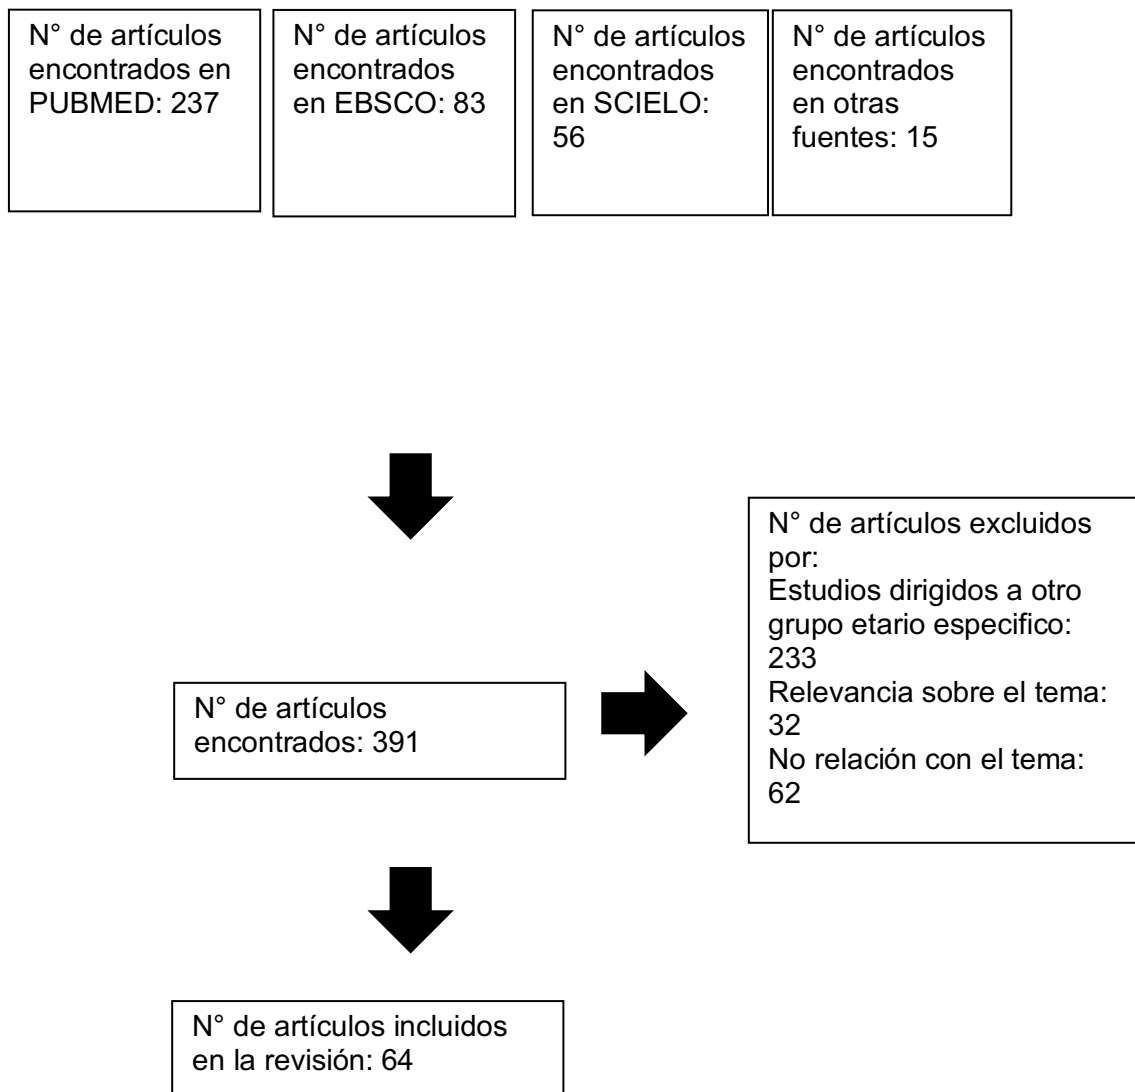 N° de artículos
encontrados en
PUBMED: 237
N° de artículos
encontrados
en EBSCO: 83
N° de artículos
encontrados
en SCIELO:
56
N° de artículos
encontrados
en otras
fuentes: 15
N° de artículos excluidos
por:
Estudios dirigidos a otro
grupo etario especifico:
233
Relevancia sobre el tema:
32
No relación con el tema:
62
N° de artículos
encontrados: 391
N° de artículos incluidos
en la revisión: 64